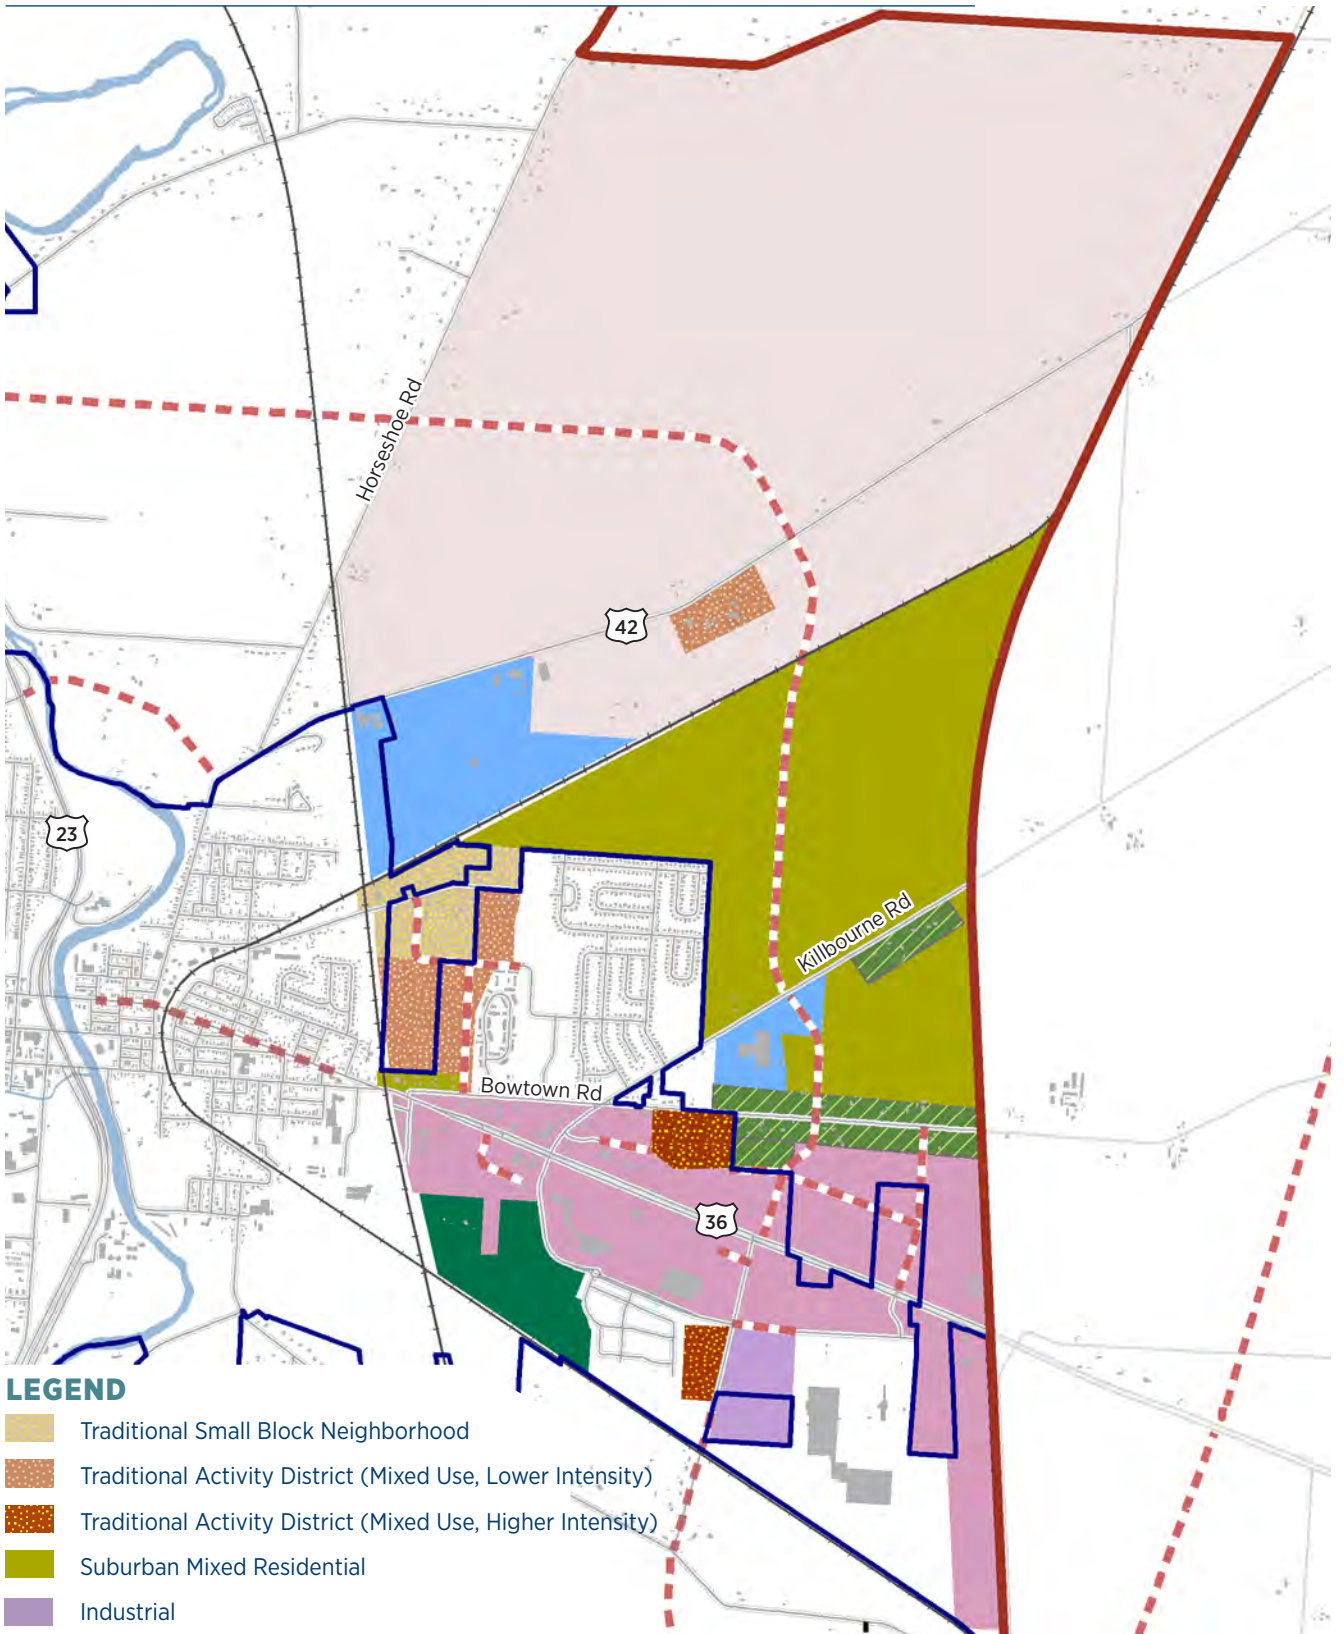 Horseshoe Rd
42
23
Killbourne Rd
Bowtown Rd
36
LEGEND
Traditional Small Block Neighborhood
Traditional Activity District (Mixed Use, Lower Intensity)
Traditional Activity District (Mixed Use, Higher Intensity)
Suburban Mixed Residential
Industrial